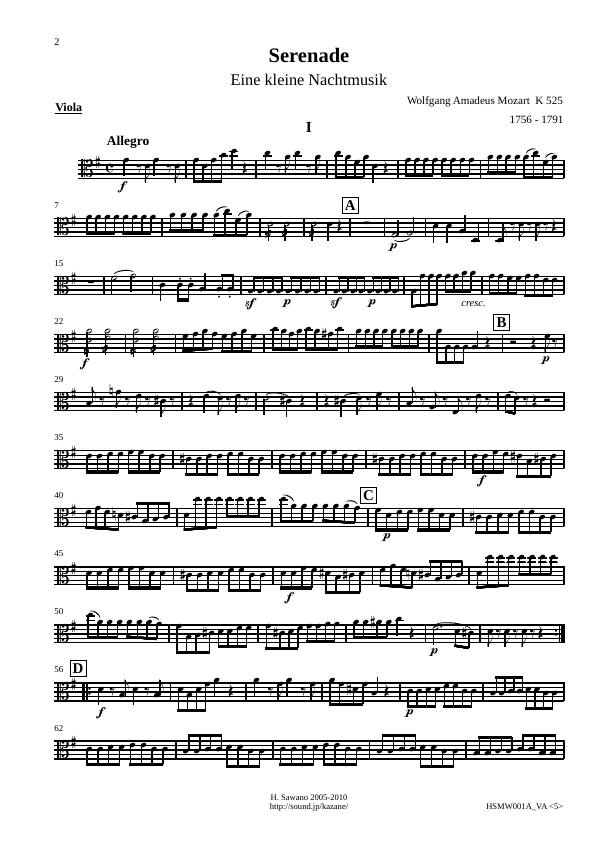 2
Serenade
Eine kleine Nachtmusik
Viola
Wolfgang Amadeus Mozart K 525
1756 - 1791
I
Allegro
f
7
A
p
15
sf p sf p cresc.
22
B
f p
29
35
f
40
C
p
45
f
50
p
56 D
f p
62
H. Sawano 2005-2010
http://sound.jp/kazane/
HSMW001A_VA <5>